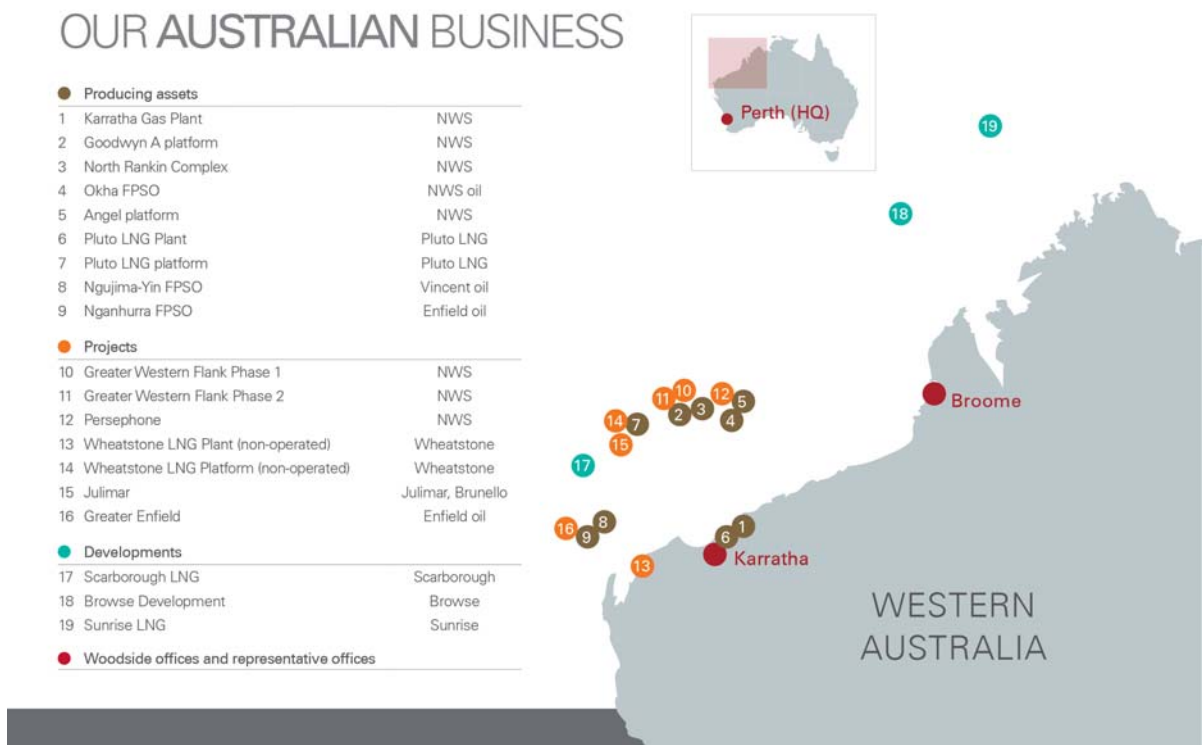 OUR AUSTRALIAN BUSINESS
Producing assets
1 Karratha Gas Plant NWS
2 Goodwyn A platform NWS
3 North Rankin Complex NWS
4 Okha FPSO NWS oil
5 Angel platform NWS
6 Pluto LNG Plant Pluto LNG
7 Pluto LNG platform Pluto LNG
8 Ngujima-Yin FPSO Vincent oil
9 Nganhurra FPSO Enfield oil
Projects
10 Greater Western Flank Phase 1 NWS
11 Greater Western Flank Phase 2 NWS
12 Persephone NWS
13 Wheatstone LNG Plant (non-operated) Wheatstone
14 Wheatstone LNG Platform (non-operated) Wheatstone
15 Julimar Julimar, Brunello
16 Greater Enfield Enfield oil
Developments
17 Scarborough LNG Scarborough
18 Browse Development Browse
19 Sunrise LNG Sunrise
Woodside offices and representative offices
Perth (HQ)
19
18
11 10 12 5
2 3 4
14 7
15
17
Broome
16 9 8
1
6
13
Karratha
WESTERN
AUSTRALIA